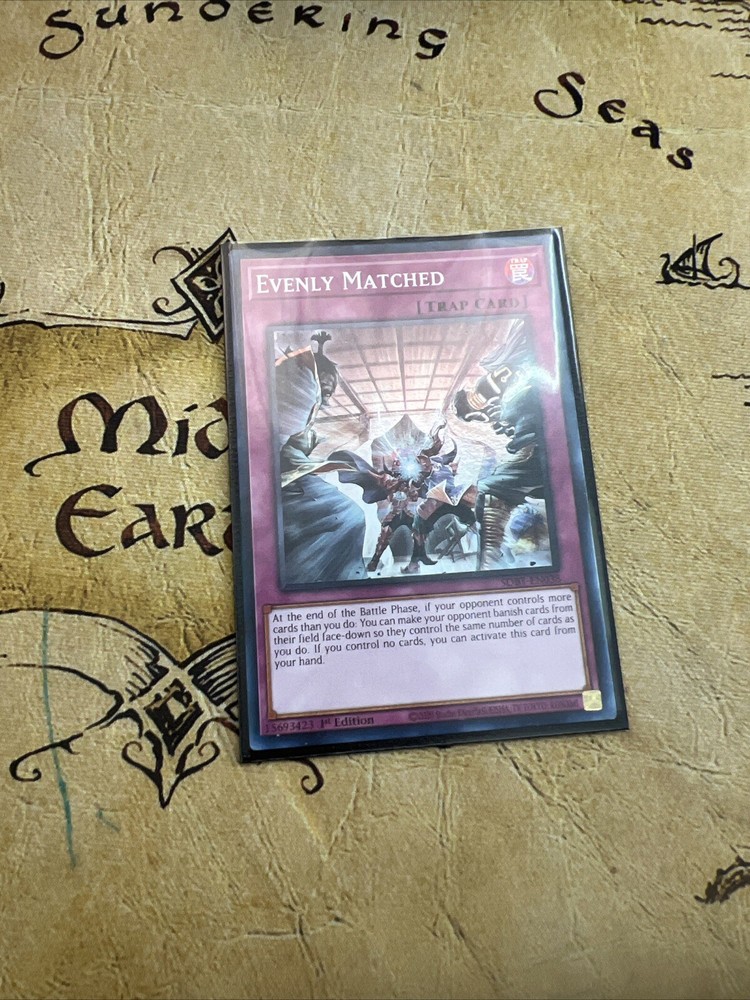 Sundering
Seas
Evenly Matched
罠
[Trap Card]
Mid
Ear
At the end of the Battle Phase, if your opponent controls more
cards than you do: You can make your opponent banish cards from
their field face-down so they control the same number of cards as
you do. If you control no cards, you can activate this card from
your hand.
15693423 1st Edition